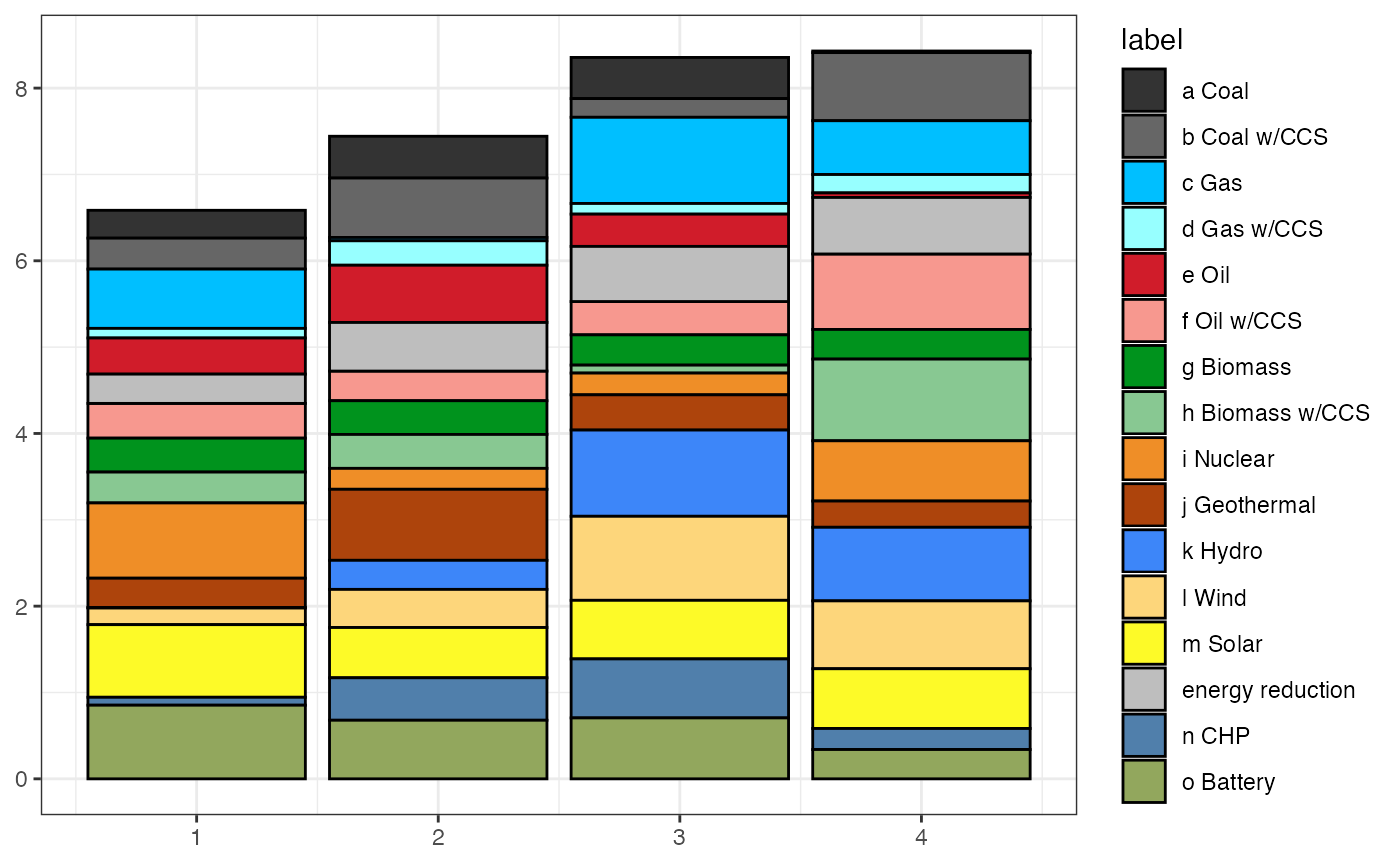 8
6
4
2
0
1
2
3
4
label
a Coal
b Coal w/CCS
c Gas
d Gas w/CCS
e Oil
f Oil w/CCS
g Biomass
h Biomass w/CCS
i Nuclear
j Geothermal
k Hydro
l Wind
m Solar
energy reduction
n CHP
o Battery